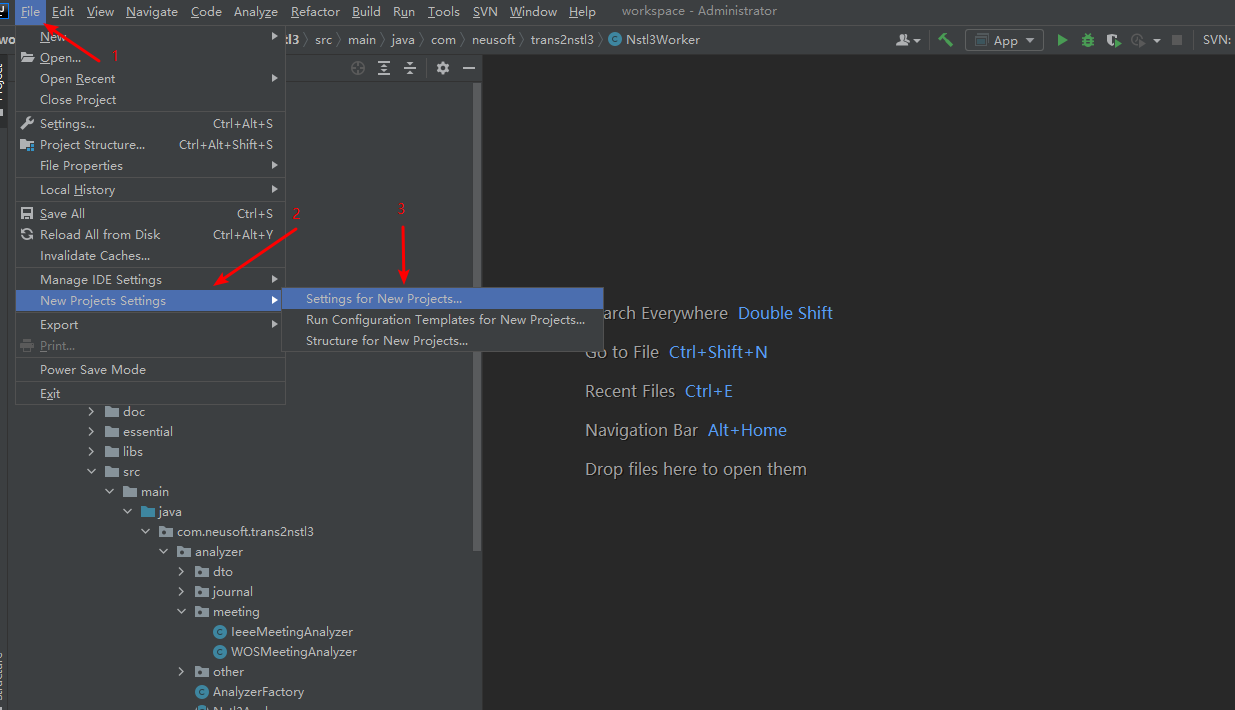 File Edit View Navigate Code Analyze Refactor Build Run Tools SVN Window Help workspace - Administrator
wo
tl3 src main java com neusoft trans2nstl3 Nstl3Worker App SVN:
New
1
Open...
Open Recent
Close Project
Settings... Ctrl+Alt+S
Project Structure... Ctrl+Alt+Shift+S
File Properties
Local History
Save All Ctrl+S
Reload All from Disk Ctrl+Alt+Y
Invalidate Caches...
Manage IDE Settings
New Projects Settings
Export
Print...
Power Save Mode
Exit
2
3
Settings for New Projects...
Run Configuration Templates for New Projects...
Structure for New Projects...
arch Everywhere Double Shift
Go to File Ctrl+Shift+N
Recent Files Ctrl+E
Navigation Bar Alt+Home
Drop files here to open them
doc
essential
libs
src
main
java
com.neusoft.trans2nstl3
analyzer
dto
journal
meeting
IeeeMeetingAnalyzer
WOSMeetingAnalyzer
other
AnalyzerFactory